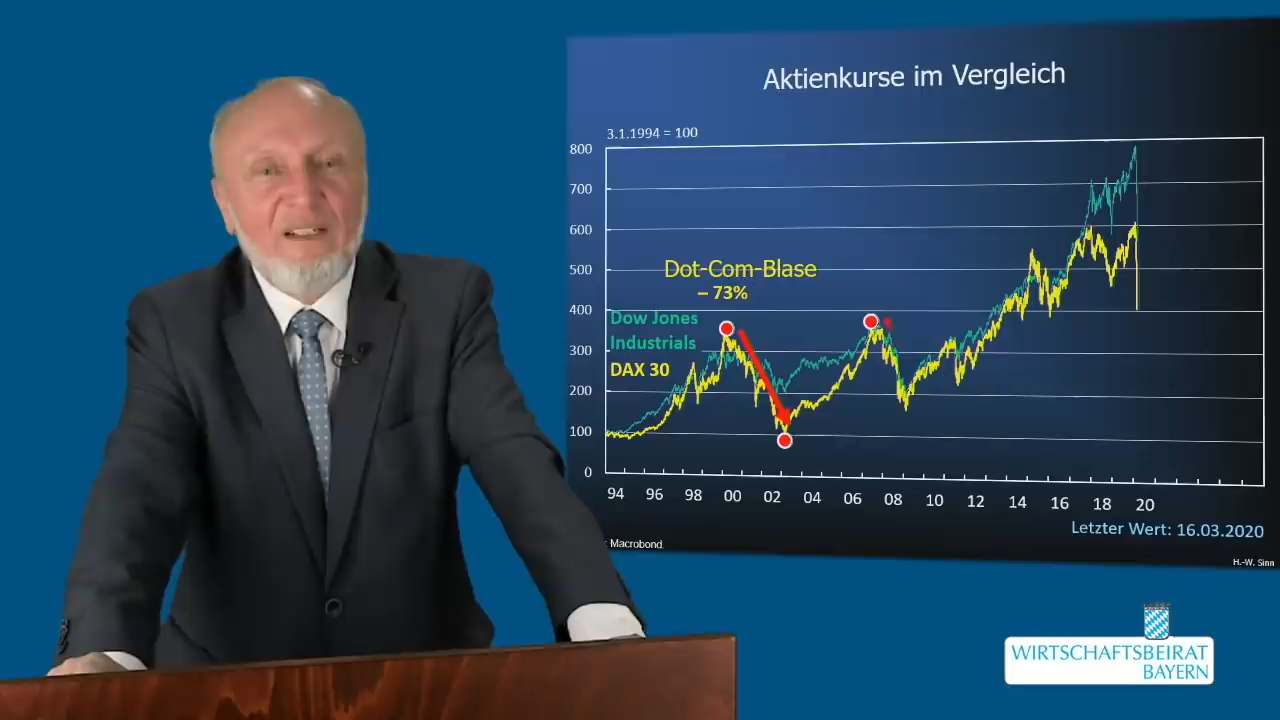 Aktienkurse im Vergleich
3.1.1994 = 100
800
700
600
500
400
300
200
100
0
Dot-Com-Blase
– 73%
Dow Jones
Industrials
DAX 30
94 96 98 00 02 04 06 08 10 12 14 16 18 20
Letzter Wert: 16.03.2020
: Macrobond
H.-W. Sinn
WIRTSCHAFTSBEIRAT
BAYERN